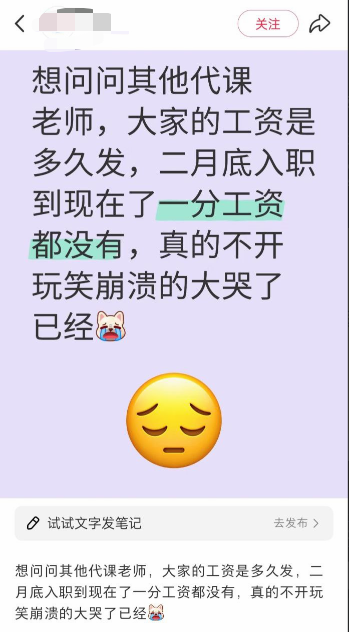 关注
想问问其他代课
老师，大家的工资是
多久发，二月底入职
到现在了一分工资
都没有，真的不开
玩笑崩溃的大哭了
已经
试试文字发笔记
去发布
想问问其他代课老师，大家的工资是多久发，二
月底入职到现在了一分工资都没有，真的不开玩
笑崩溃的大哭了已经